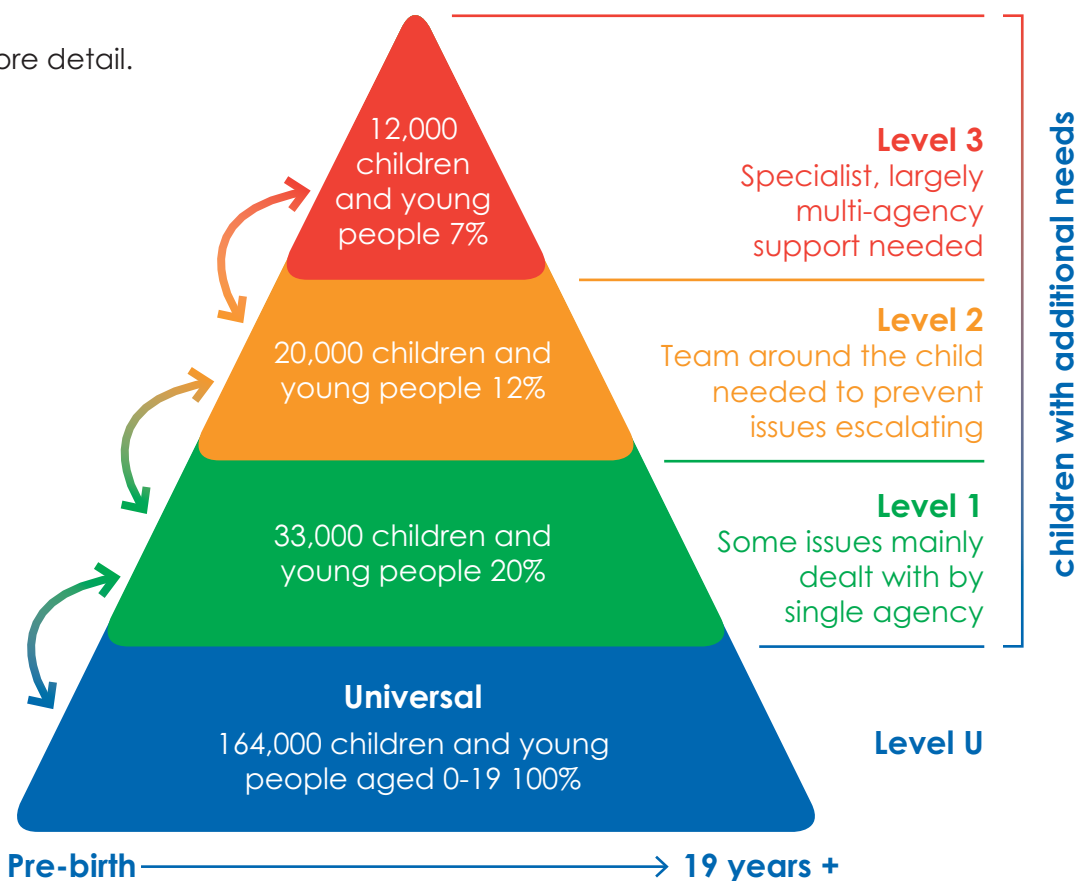 ore detail.
12,000
children
and young
people 7%
Level 3
Specialist, largely
multi-agency
support needed
20,000 children and
young people 12%
Level 2
Team around the child
needed to prevent
issues escalating
33,000 children and
young people 20%
Level 1
Some issues mainly
dealt with by
single agency
children with additional needs
Universal
164,000 children and young
people aged 0-19 100%
Level U
Pre-birth
19 years +